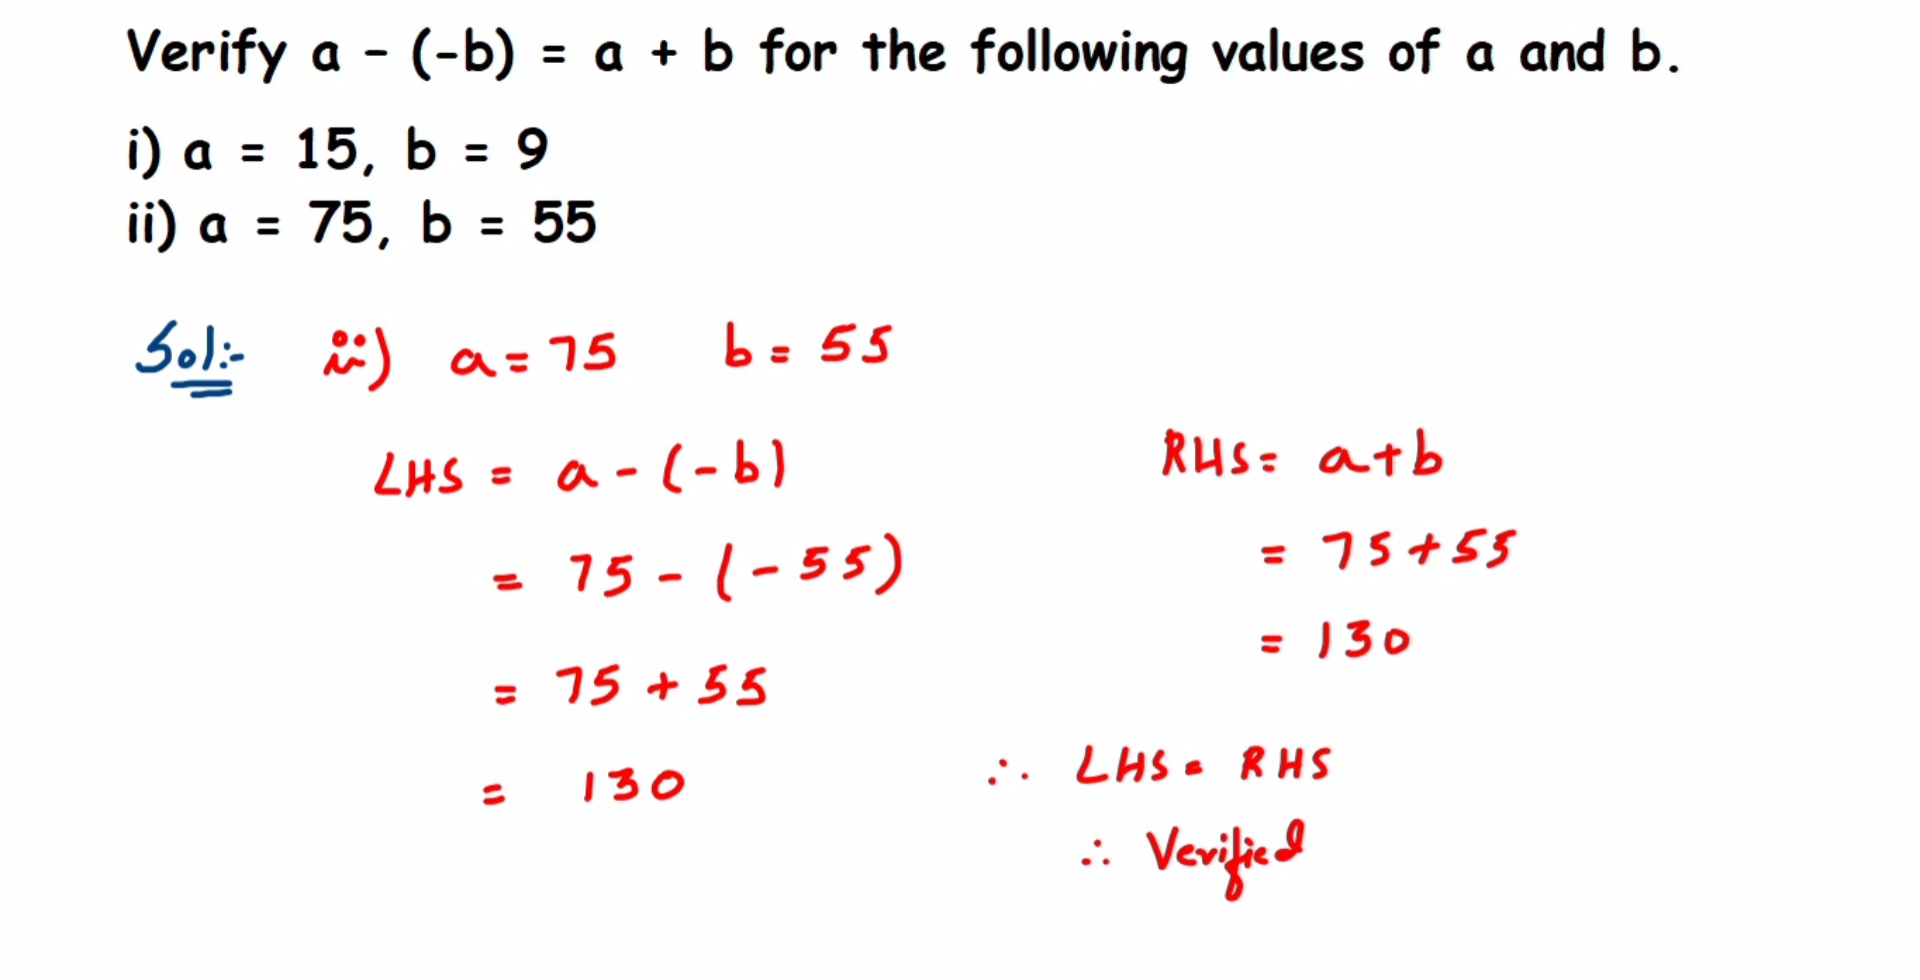 Verify a - (-b) = a + b for the following values of a and b.
i) a = 15, b = 9
ii) a = 75, b = 55
Sol:- ii) a = 75 b = 55
LHS = a - (-b)
= 75 - (-55)
= 75 + 55
= 130
RHS = a+b
= 75+55
= 130
∴ LHS = RHS
∴ Verified